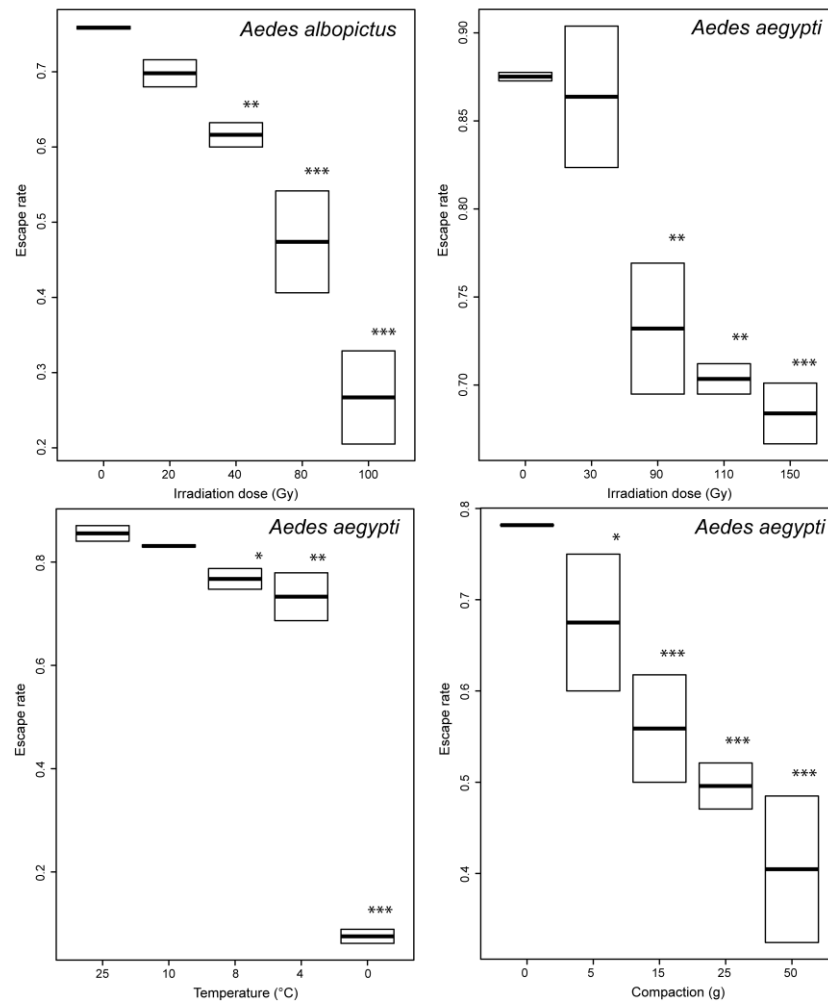 Aedes albopictus
Escape rate
0.7
0.6
0.5
0.4
0.3
0.2
**
***
***
0 20 40 80 100
Irradiation dose (Gy)
Aedes aegypti
Escape rate
0.90
0.85
0.80
0.75
0.70
**
**
***
0 30 90 110 150
Irradiation dose (Gy)
Aedes aegypti
Escape rate
0.8
0.6
0.4
0.2
*
**
***
25 10 8 4 0
Temperature (°C)
Aedes aegypti
Escape rate
0.8
0.7
0.6
0.5
0.4
*
***
***
***
0 5 15 25 50
Compaction (g)